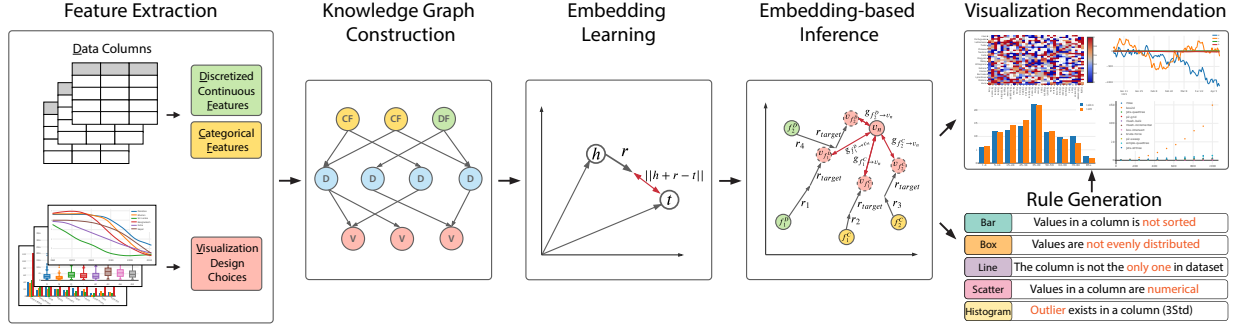 Feature Extraction
Knowledge Graph
Construction
Embedding
Learning
Embedding-based
Inference
Visualization Recommendation
Data Columns
Discretized
Continuous
Features
Categorical
Features
Visualization
Design
Choices
CF
CF
DF
D
D
D
D
V
V
V
h
r
||h + r − t||
t
r_target
r_target
r_target
r_target
r_1
r_2
r_3
r_4
v_n
Rule Generation
Bar
Values in a column is not sorted
Box
Values are not evenly distributed
Line
The column is not the only one in dataset
Scatter
Values in a column are numerical
Histogram
Outlier exists in a column (3Std)